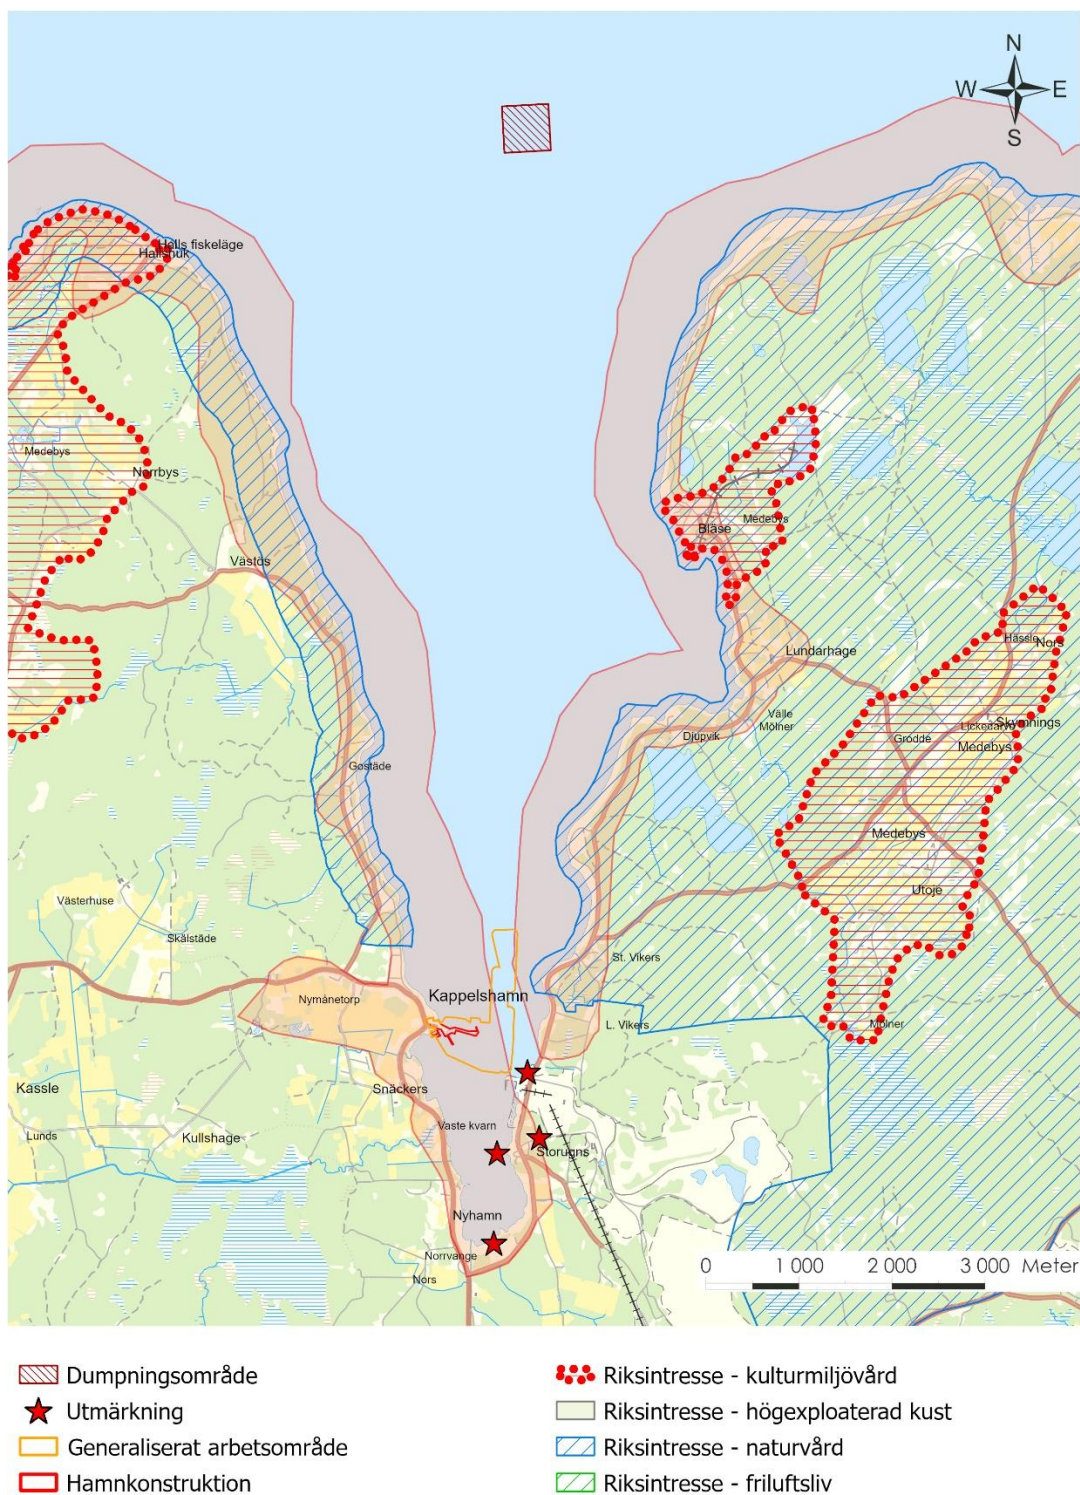 N
W E
S
Halls fiskeläge
Hallshuk
Medebys
Norrbys
Bläse
Medebys
Västös
Lundarhage
Hässle
Nors
Välle
Mölner
Lickedarve
Skymnings
Djupvik
Grodde
Medebys
Gostäde
Medebys
Utoje
Västerhuse
Skälstäde
St. Vikers
Nymånetorp
Kappelshamn
L. Vikers
Mölner
Kassle
Snäckers
Lunds
Kullshage
Vaste kvarn
Storugns
Nyhamn
Norrvange
Nors
0 1 000 2 000 3 000 Meter
Dumpningsområde
Utmärkning
Generaliserat arbetsområde
Hamnkonstruktion
Riksintresse - kulturmiljövård
Riksintresse - högexploaterad kust
Riksintresse - naturvård
Riksintresse - friluftsliv